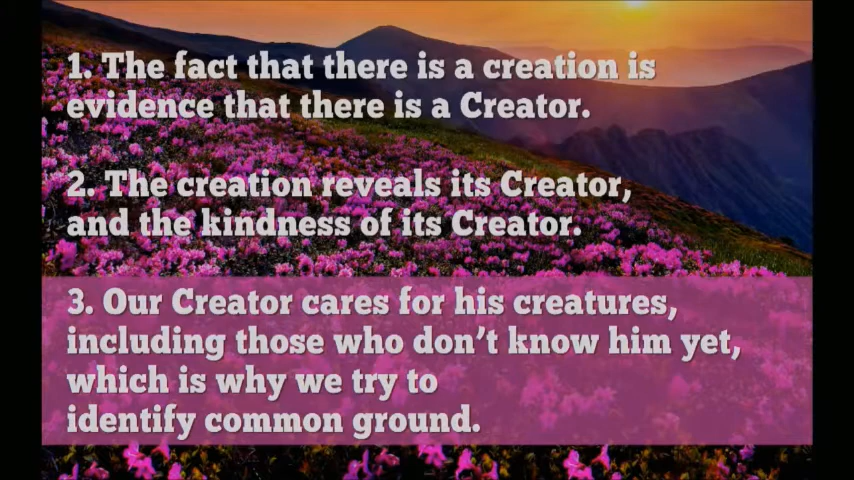 1. The fact that there is a creation is
evidence that there is a Creator.
2. The creation reveals its Creator,
and the kindness of its Creator.
3. Our Creator cares for his creatures,
including those who don’t know him yet,
which is why we try to
identify common ground.